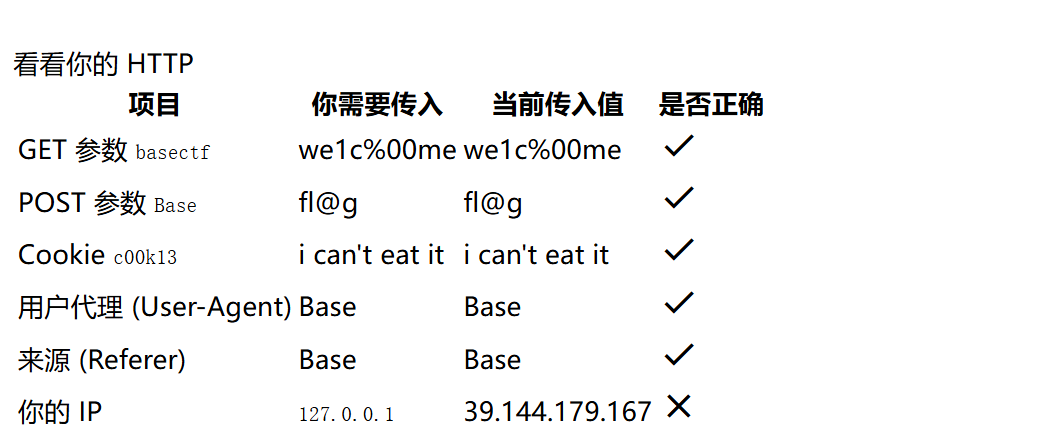 看看你的 HTTP
项目 你需要传入 当前传入值 是否正确
GET 参数 basectf we1c%00me we1c%00me ✓
POST 参数 Base fl@g fl@g ✓
Cookie c00k13 i can't eat it i can't eat it ✓
用户代理 (User-Agent) Base Base ✓
来源 (Referer) Base Base ✓
你的 IP 127.0.0.1 39.144.179.167 ✕